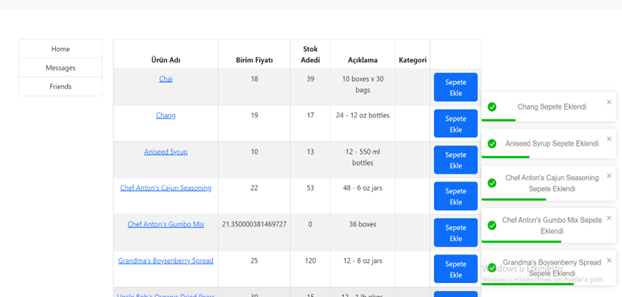 Home
Messages
Friends
Ürün Adı Birim Fiyatı Stok Adedi Açıklama Kategori
Chai 18 39 10 boxes x 30 bags Sepete Ekle
Chang 19 17 24 - 12 oz bottles Sepete Ekle
Aniseed Syrup 10 13 12 - 550 ml bottles Sepete Ekle
Chef Anton's Cajun Seasoning 22 53 48 - 6 oz jars Sepete Ekle
Chef Anton's Gumbo Mix 21.350000381469727 0 36 boxes Sepete Ekle
Grandma's Boysenberry Spread 25 120 12 - 8 oz jars Sepete Ekle
Uncle Bob's Organic Dried Pears 30 15 12 - 1 lb pkgs
Chang Sepete Eklendi ×
Aniseed Syrup Sepete Eklendi ×
Chef Anton's Cajun Seasoning ×
Sepete Eklendi
Chef Anton's Gumbo Mix Sepete ×
Eklendi
Grandma's Boysenberry Spread ×
Sepete Eklendi
Windows'u Etkinleştir
Windows'u etkinleştirmek için Ayarlar'a gidin.